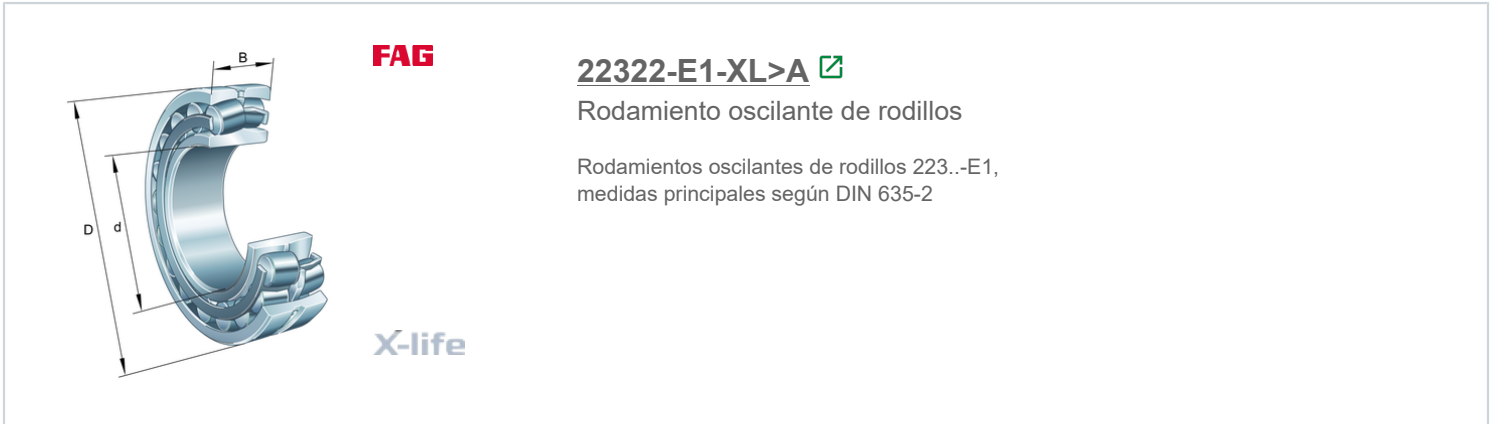 FAG
B
D
d
X-life
22322-E1-XL>A
Rodamiento oscilante de rodillos
Rodamientos oscilantes de rodillos 223..-E1,
medidas principales según DIN 635-2